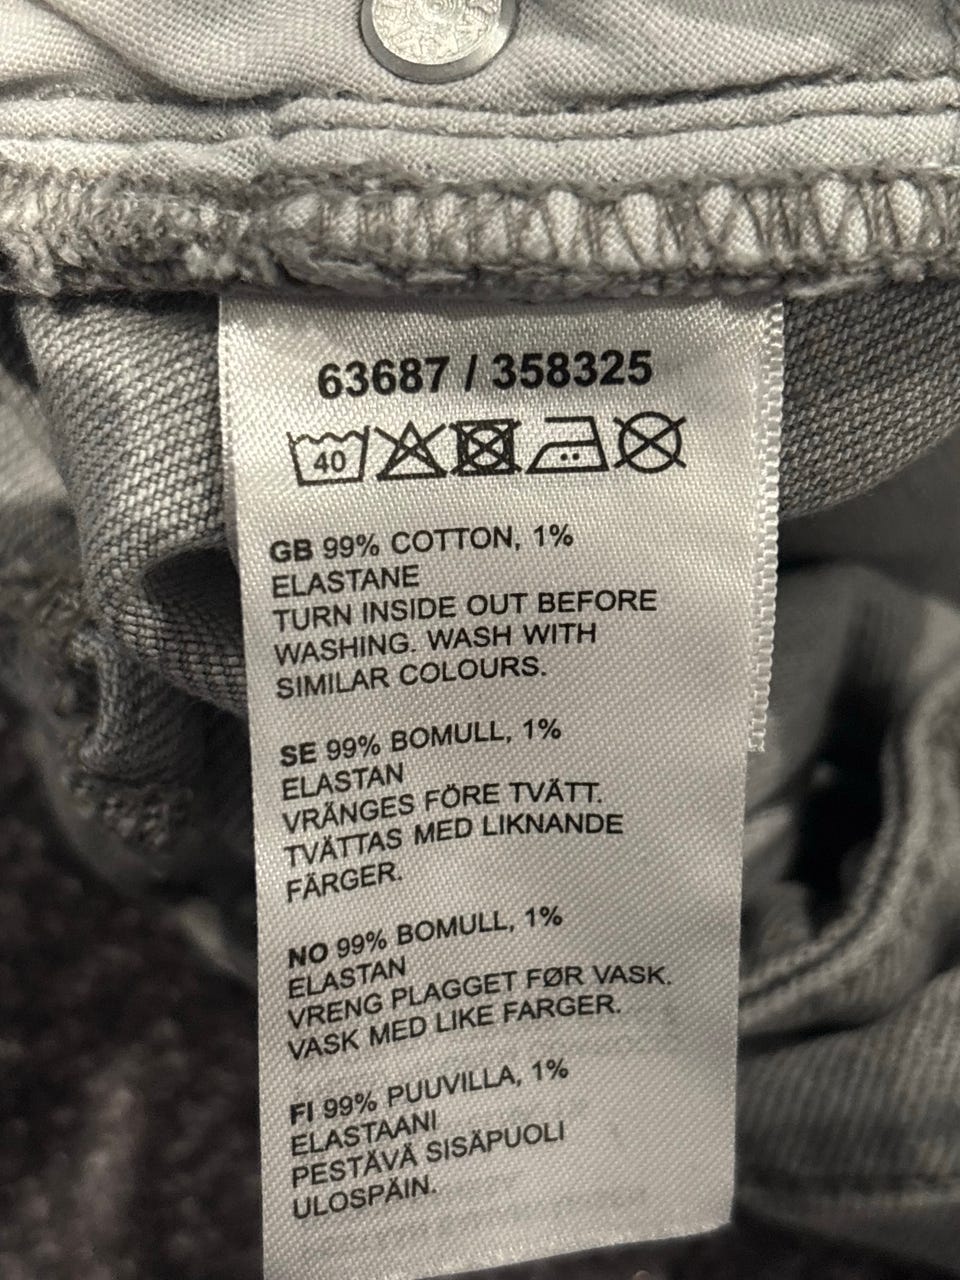 63687 / 358325
40
GB 99% COTTON, 1%
ELASTANE
TURN INSIDE OUT BEFORE
WASHING. WASH WITH
SIMILAR COLOURS.
SE 99% BOMULL, 1%
ELASTAN
VRÄNGES FÖRE TVÄTT.
TVÄTTAS MED LIKNANDE
FÄRGER.
NO 99% BOMULL, 1%
ELASTAN
VRENG PLAGGET FØR VASK.
VASK MED LIKE FARGER.
FI 99% PUUVILLA, 1%
ELASTAANI
PESTÄVÄ SISÄPUOLI
ULOSPÄIN.